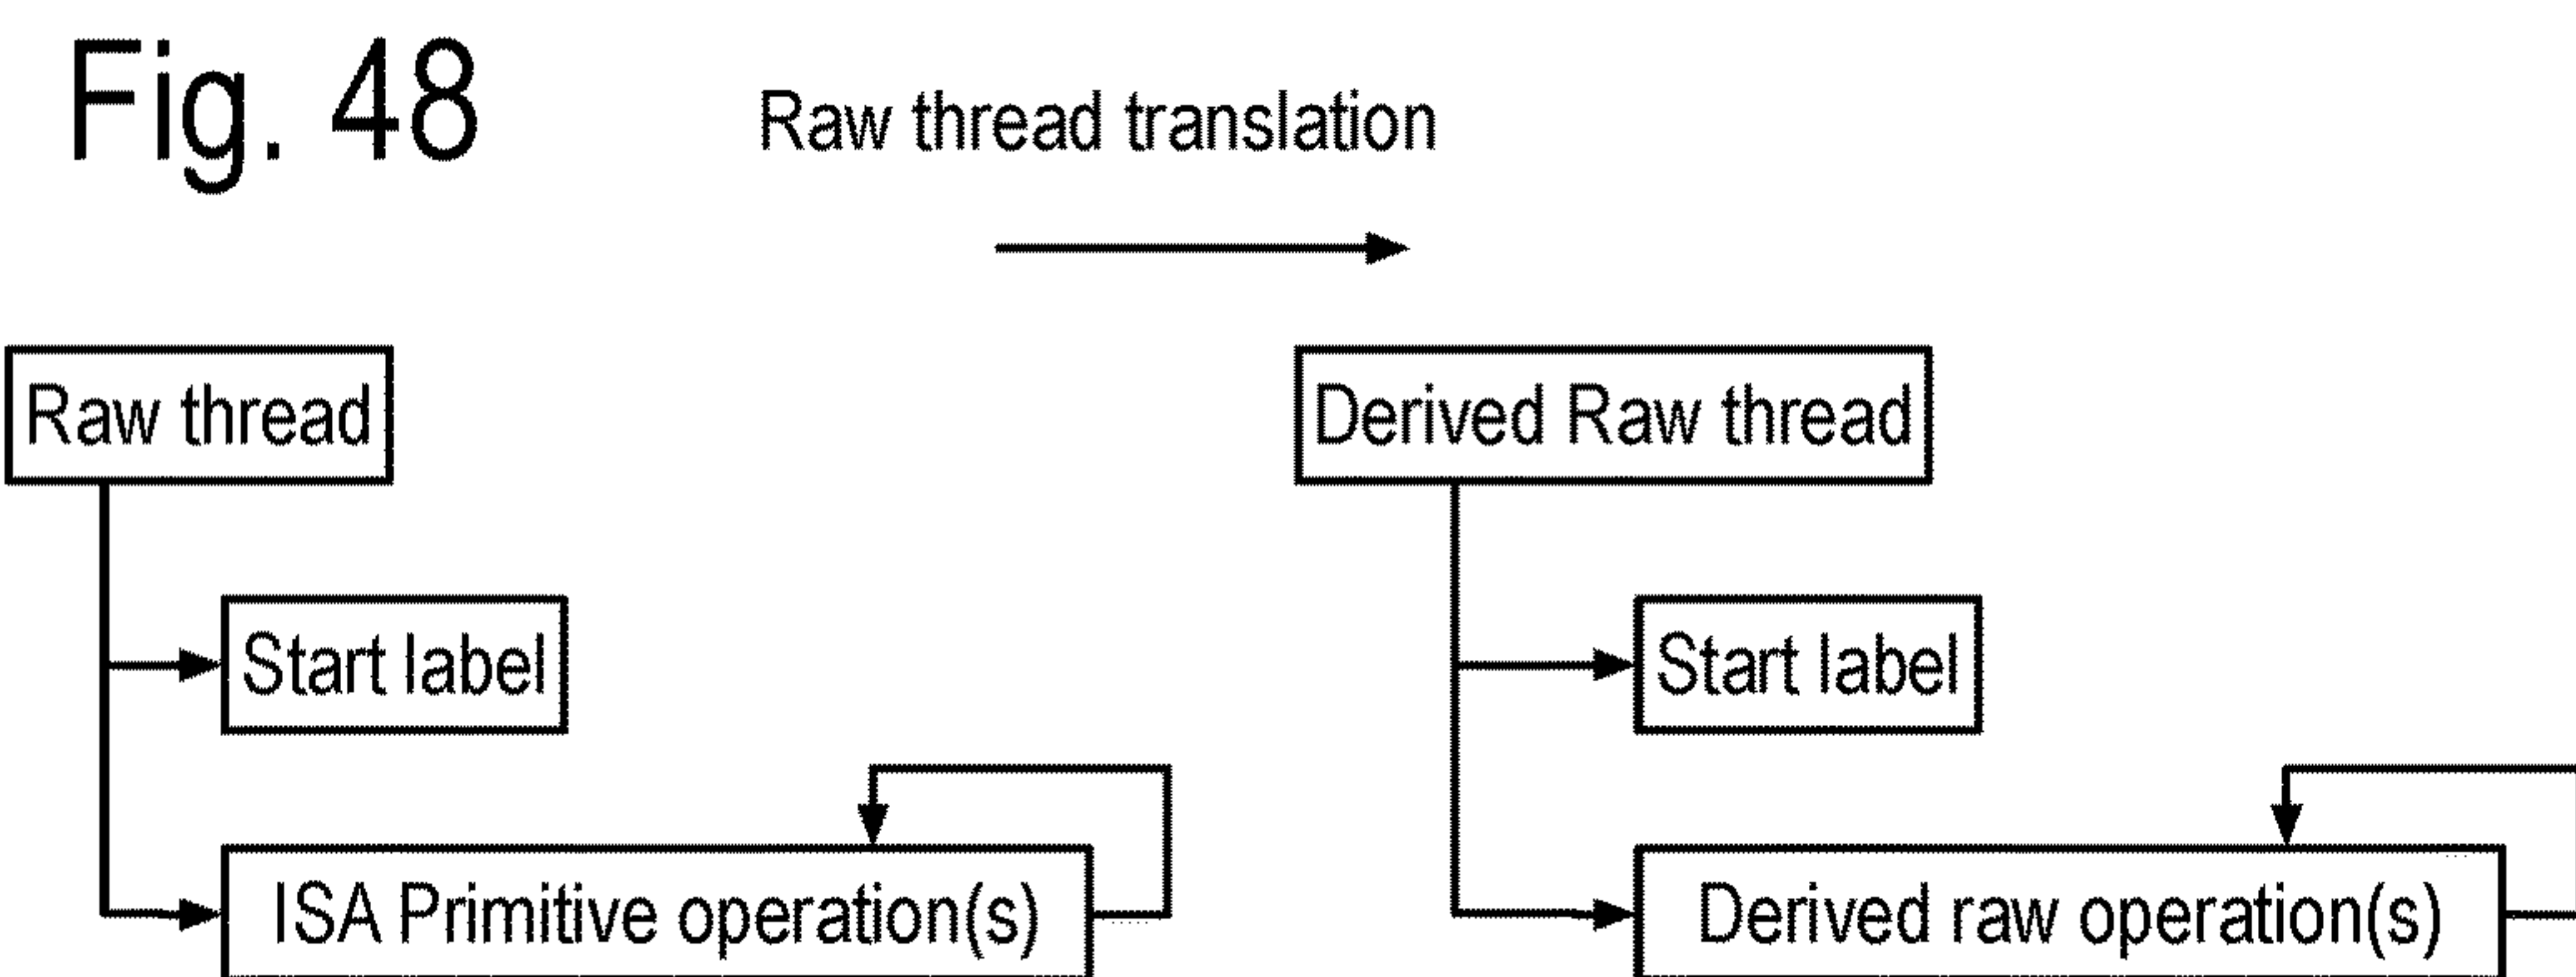 Fig. 48
Raw thread translation
Raw thread
Derived Raw thread
Start label
Start label
ISA Primitive operation(s)
Derived raw operation(s)